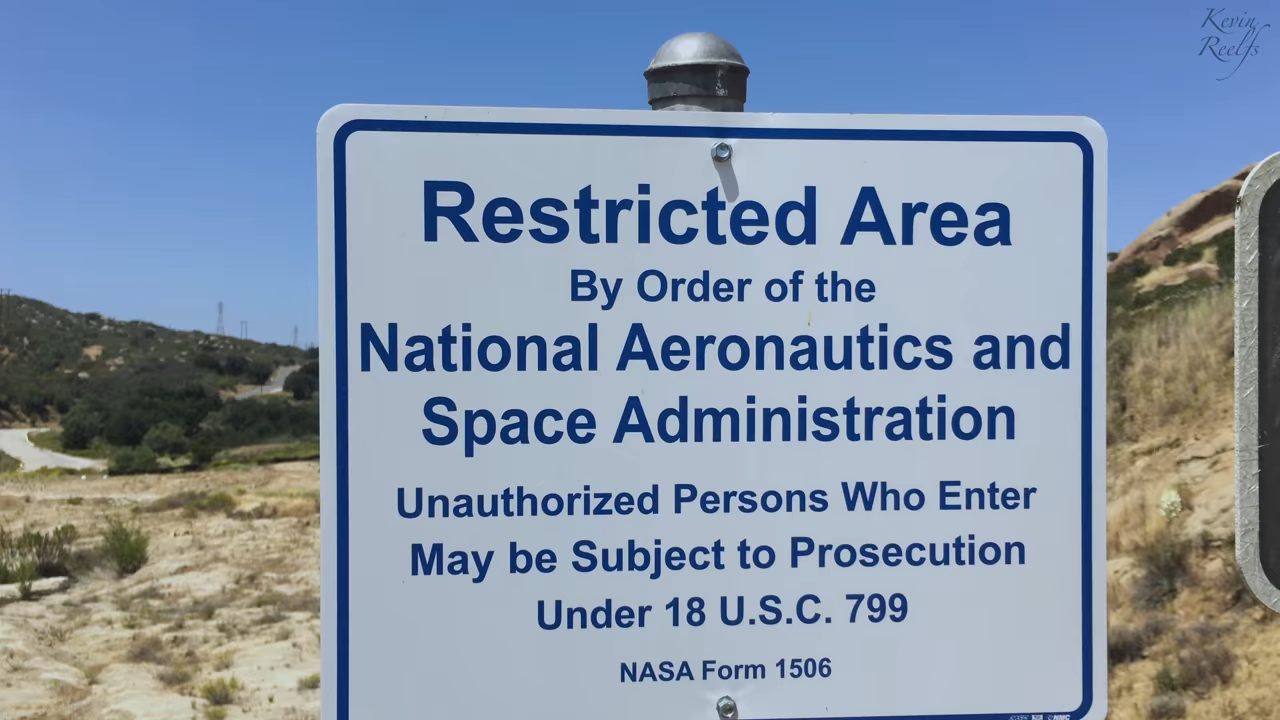 Kevin
Reelfs
Restricted Area
By Order of the
National Aeronautics and
Space Administration
Unauthorized Persons Who Enter
May be Subject to Prosecution
Under 18 U.S.C. 799
NASA Form 1506